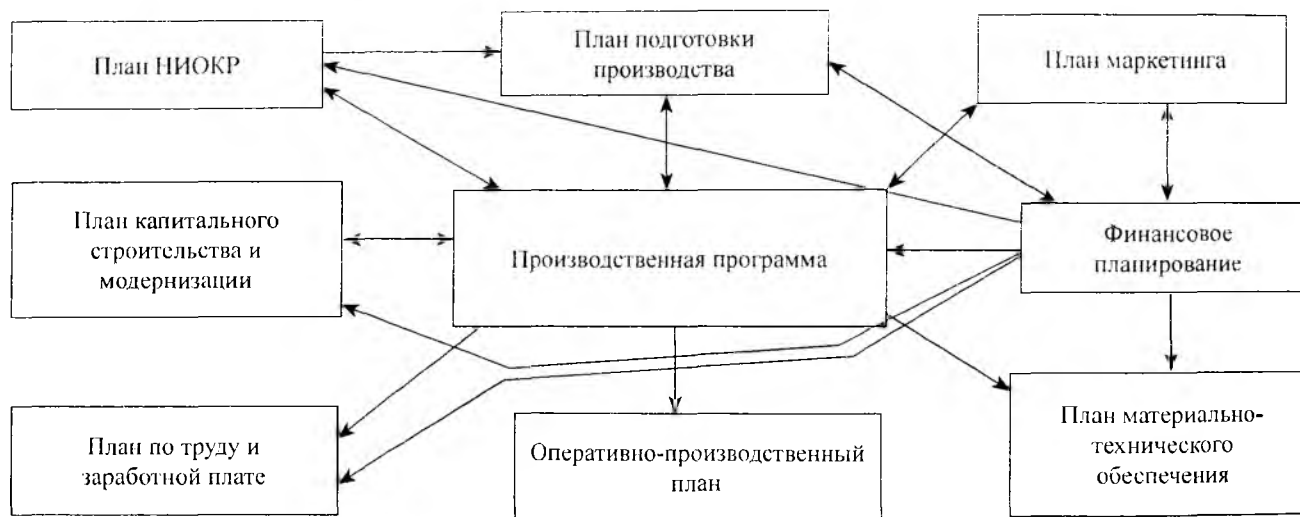 План НИОКР
План подготовки
производства
План маркетинга
План капитального
строительства и
модернизации
Производственная программа
Финансовое
планирование
План по труду и
заработной плате
Оперативно-производственный
план
План материально-
технического
обеспечения